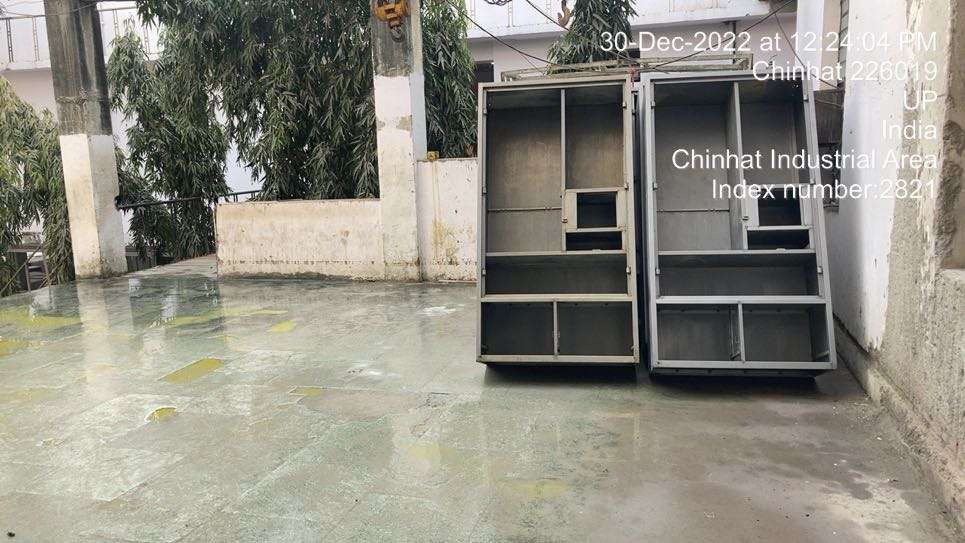 30-Dec-2022 at 12:24:04 PM
Chinhat 226019
UP
India
Chinhat Industrial Area
Index number:2821